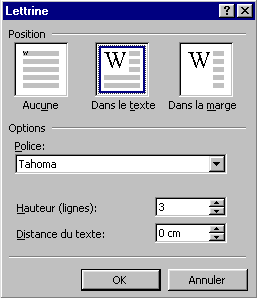 Lettrine
Position
W W W
Aucune Dans le texte Dans la marge
Options
Police:
Tahoma
Hauteur (lignes): 3
Distance du texte: 0 cm
OK Annuler